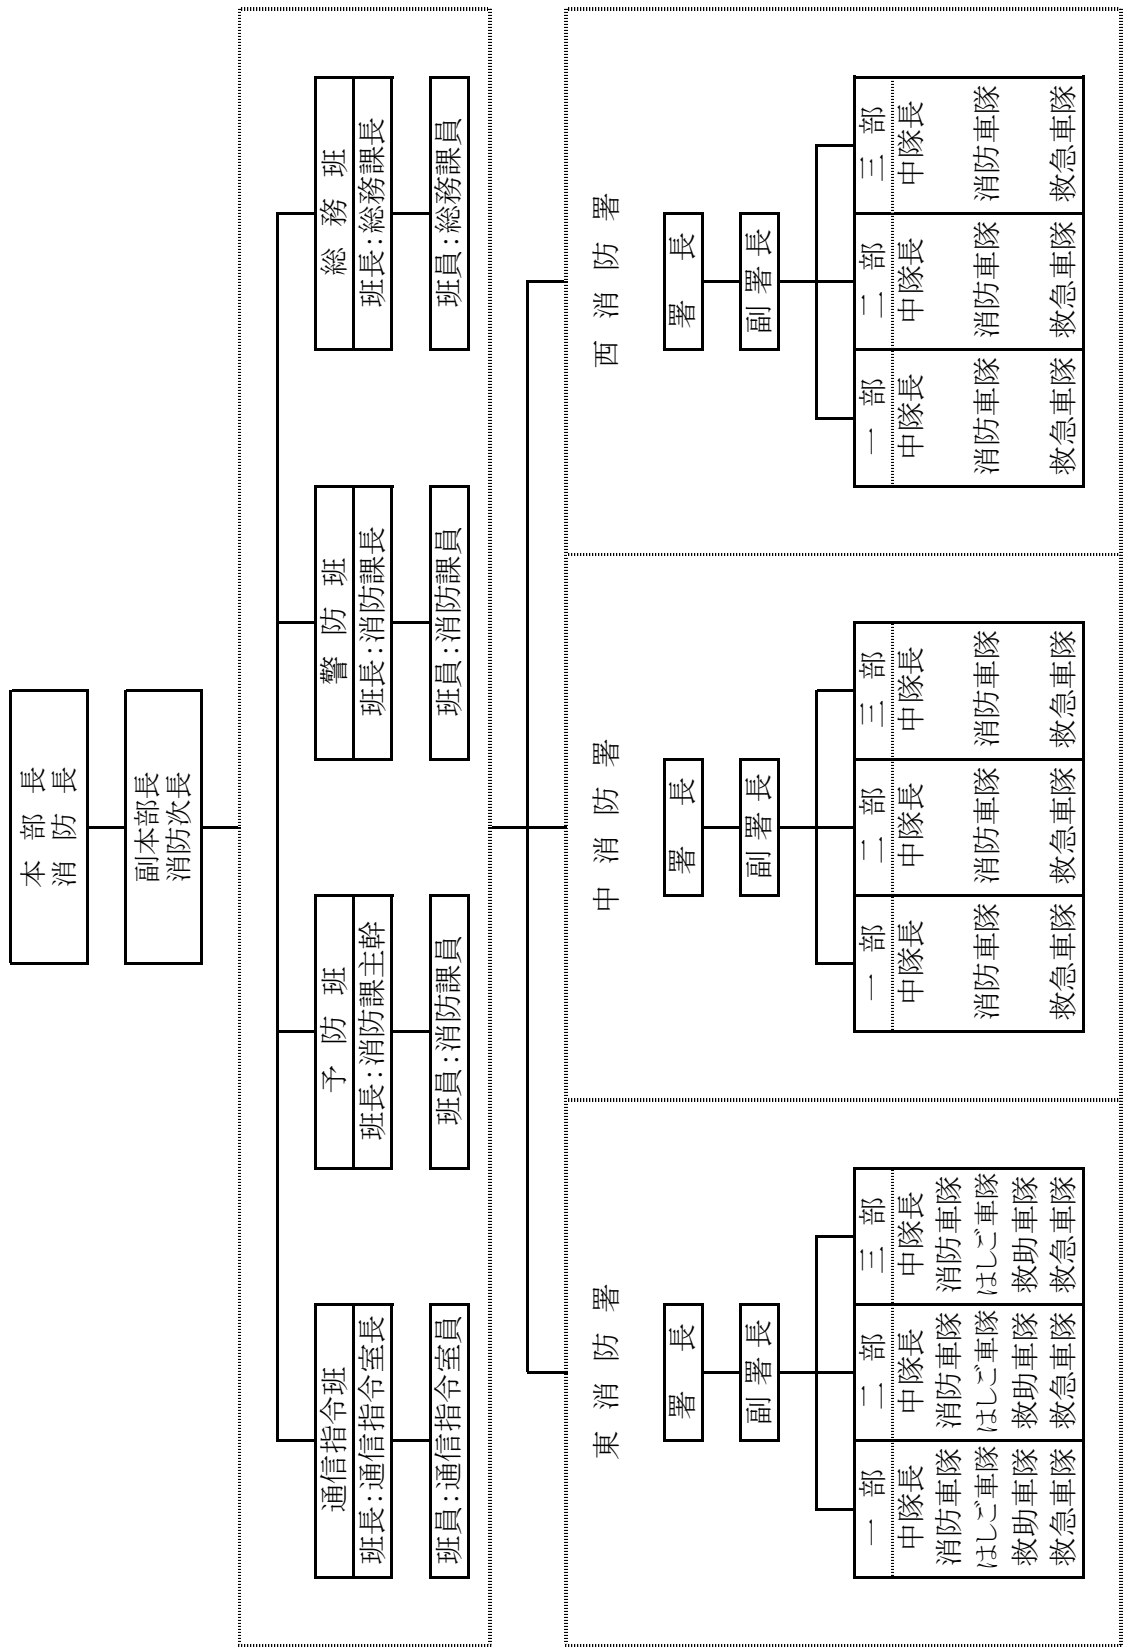 本部長
消防長
副本部長
消防次長
通信指令班
班長：通信指令室長
班員：通信指令室員
予防班
班長：消防課主幹
班員：消防課員
警防班
班長：消防課長
班員：消防課員
総務班
班長：総務課長
班員：総務課員
東消防署
署長
副署長
一部
中隊長
消防車隊
はしご車隊
救助車隊
救急車隊
二部
中隊長
消防車隊
はしご車隊
救助車隊
救急車隊
三部
中隊長
消防車隊
はしご車隊
救助車隊
救急車隊
中消防署
署長
副署長
一部
中隊長
消防車隊
救急車隊
二部
中隊長
消防車隊
救急車隊
三部
中隊長
消防車隊
救急車隊
西消防署
署長
副署長
一部
中隊長
消防車隊
救急車隊
二部
中隊長
消防車隊
救急車隊
三部
中隊長
消防車隊
救急車隊